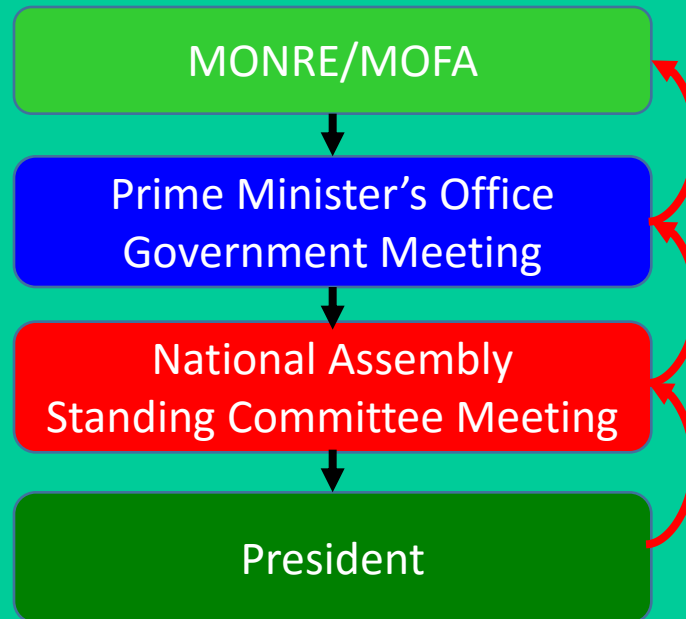 MONRE/MOFA
Prime Minister’s Office
Government Meeting
National Assembly
Standing Committee Meeting
President